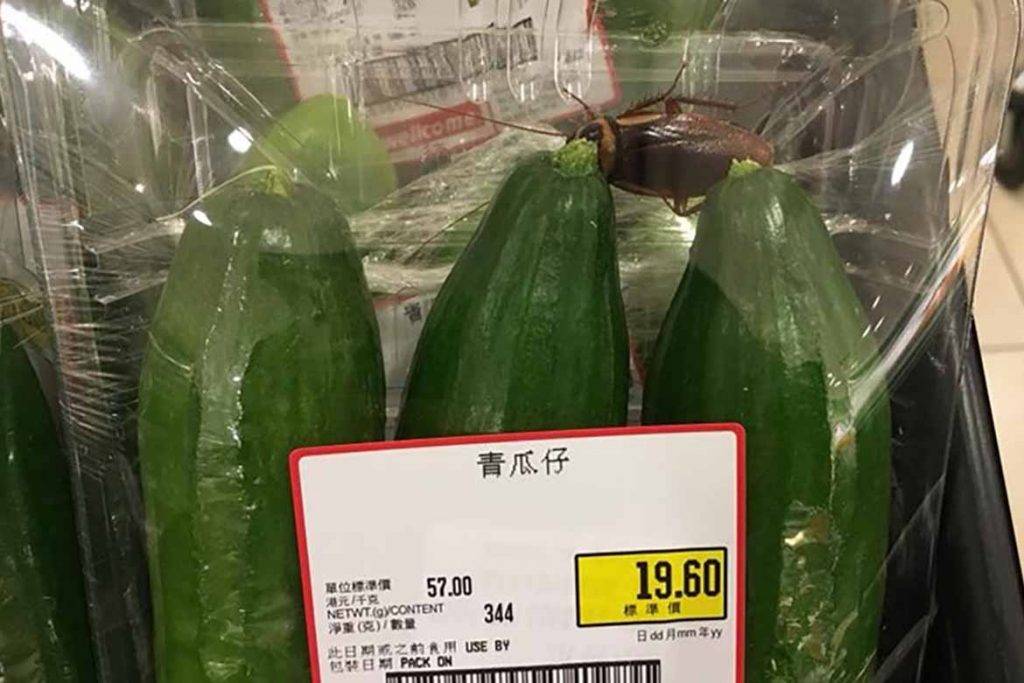 wellcome
青瓜仔
單位標準價 57.00
港元/千克
NETWT.(g)/CONTENT 344
淨重(克)/數量
19.60
標準價
日dd月mm年yy
此日期或之前食用 USE BY
包裝日期 PACK ON